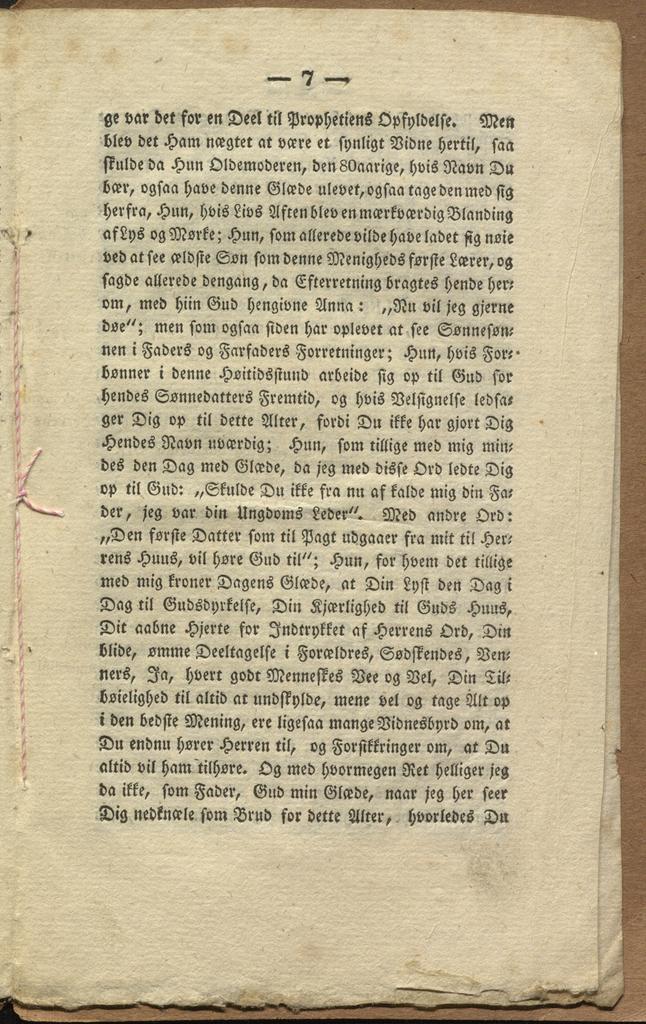 — 7 —
ge var det for en Deel til Prophetiens Opfyldelse. Men
blev det Ham nægtet at være et synligt Vidne hertil, saa
skulde da Hun Oldemoderen, den 80aarige, hvis Navn Du
bær, ogsaa have denne Glæde ulevet, ogsaa tage den med sig
herfra, Hun, hvis Livs Aften blev en mærkværdig Blanding
af Lys og Mørke; Hun, som allerede vilde have ladet sig nøie
ved at see ældste Søn som denne Menigheds første Lærer, og
sagde allerede dengang, da Efterretning bragtes hende her-
om, med hiin Gud hengivne Anna: „Nu vil jeg gjerne
døe“; men som ogsaa siden har oplevet at see Sønnesøn-
nen i Faders og Farfaders Forretninger; Hun, hvis For-
bønner i denne Høitidsstund arbeide sig op til Gud for
hendes Sønnedatters Fremtid, og hvis Velsignelse ledsa-
ger Dig op til dette Alter, fordi Du ikke har gjort Dig
Hendes Navn uværdig; Hun, som tillige med mig min-
des den Dag med Glæde, da jeg med disse Ord ledte Dig
op til Gud: „Skulde Du ikke fra nu af kalde mig din Fa-
der, jeg var din Ungdoms Leder“. Med andre Ord:
„Den første Datter som til Pagt udgaaer fra mit til Her-
rens Huus, vil høre Gud til“; Hun, for hvem det tillige
med mig kroner Dagens Glæde, at Din Lyst den Dag i
Dag til Gudsdyrkelse, Din Kjærlighed til Guds Huus,
Dit aabne Hjerte for Indtrykket af Herrens Ord, Din
blide, ømme Deeltagelse i Forældres, Sødskendes, Ven-
ners, Ja, hvert godt Menneskes Vee og Vel, Din Til-
bøielighed til altid at undskylde, mene vel og tage Alt op
i den bedste Mening, ere ligesaa mange Vidnesbyrd om, at
Du endnu hører Herren til, og Forsikkringer om, at Du
altid vil ham tilhøre. Og med hvormegen Ret helliger jeg
da ikke, som Fader, Gud min Glæde, naar jeg her seer
Dig nedknæle som Brud for dette Alter, hvorledes Du